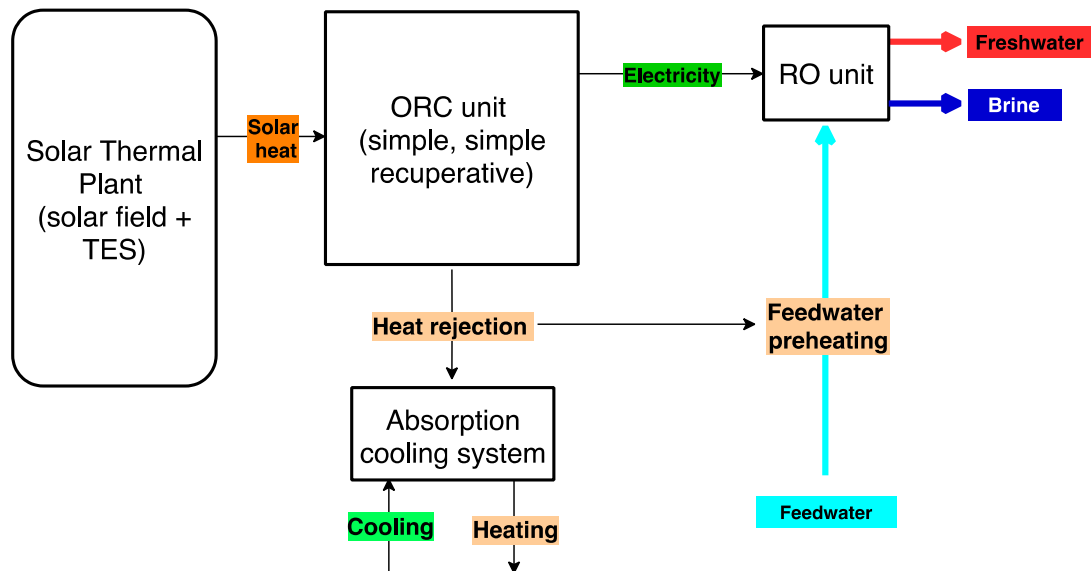 Solar Thermal
Plant
(solar field +
TES)
Solar
heat
ORC unit
(simple, simple
recuperative)
Electricity
RO unit
Freshwater
Brine
Heat rejection
Feedwater
preheating
Absorption
cooling system
Cooling
Heating
Feedwater